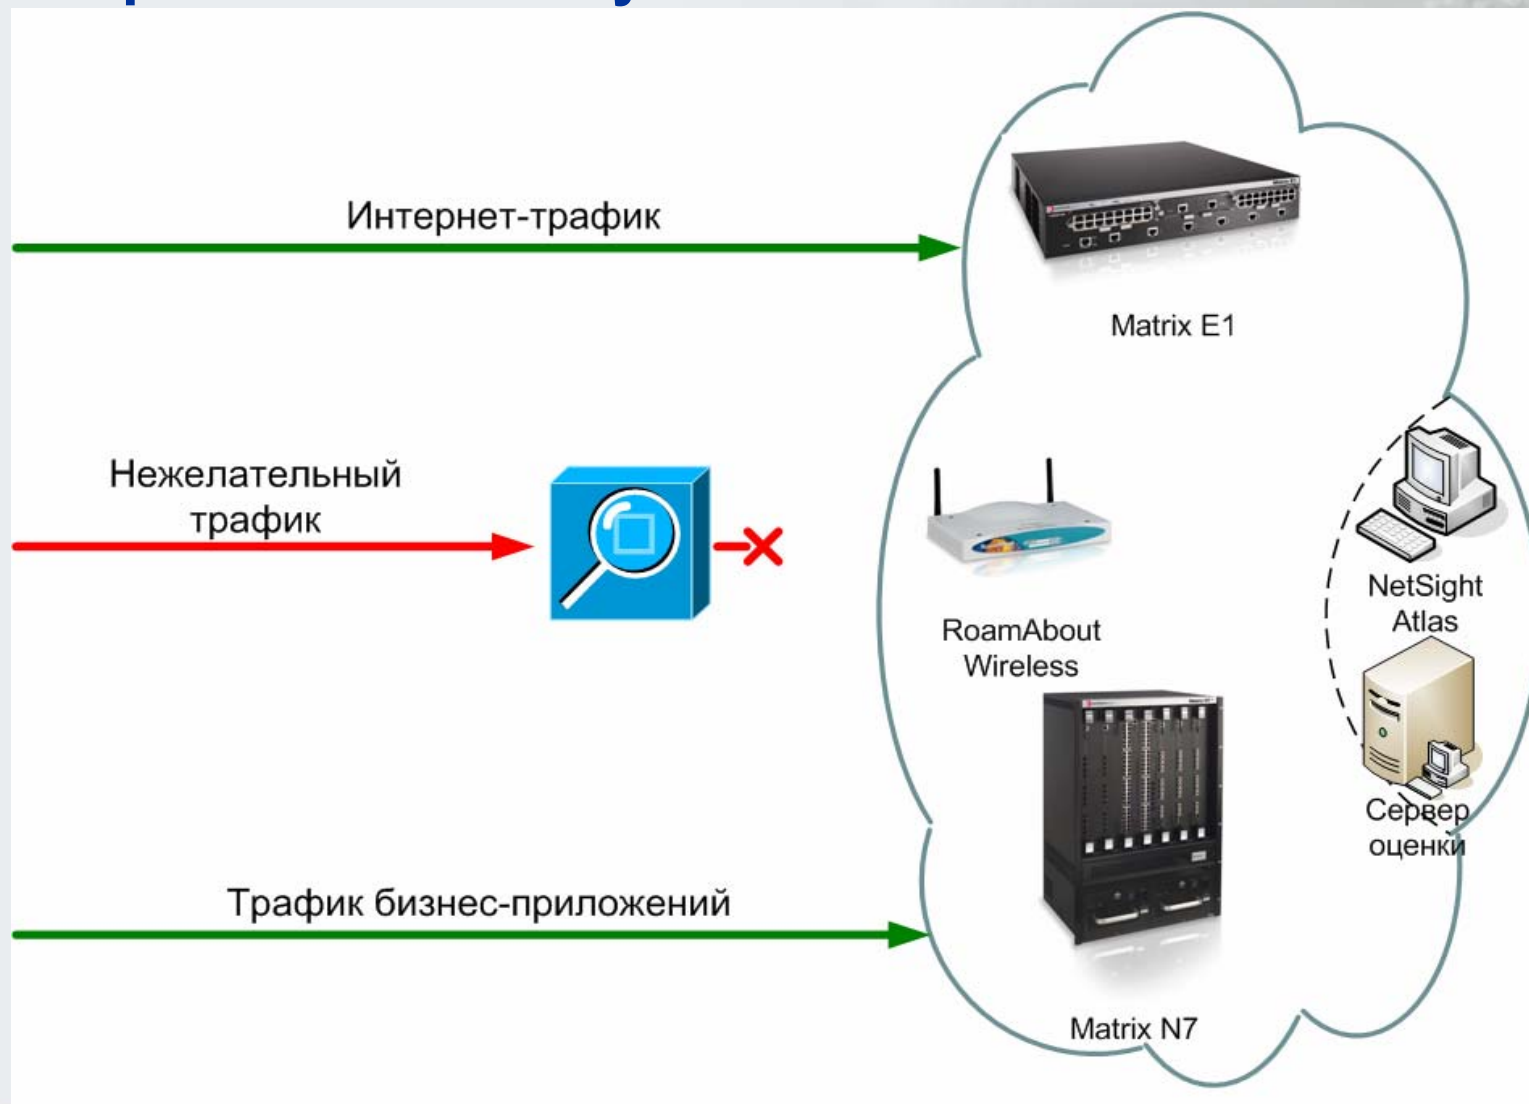 Интернет-трафик
Matrix E1
Нежелательный
трафик
NetSight
Atlas
RoamAbout
Wireless
Сервер
оценки
Трафик бизнес-приложений
Matrix N7